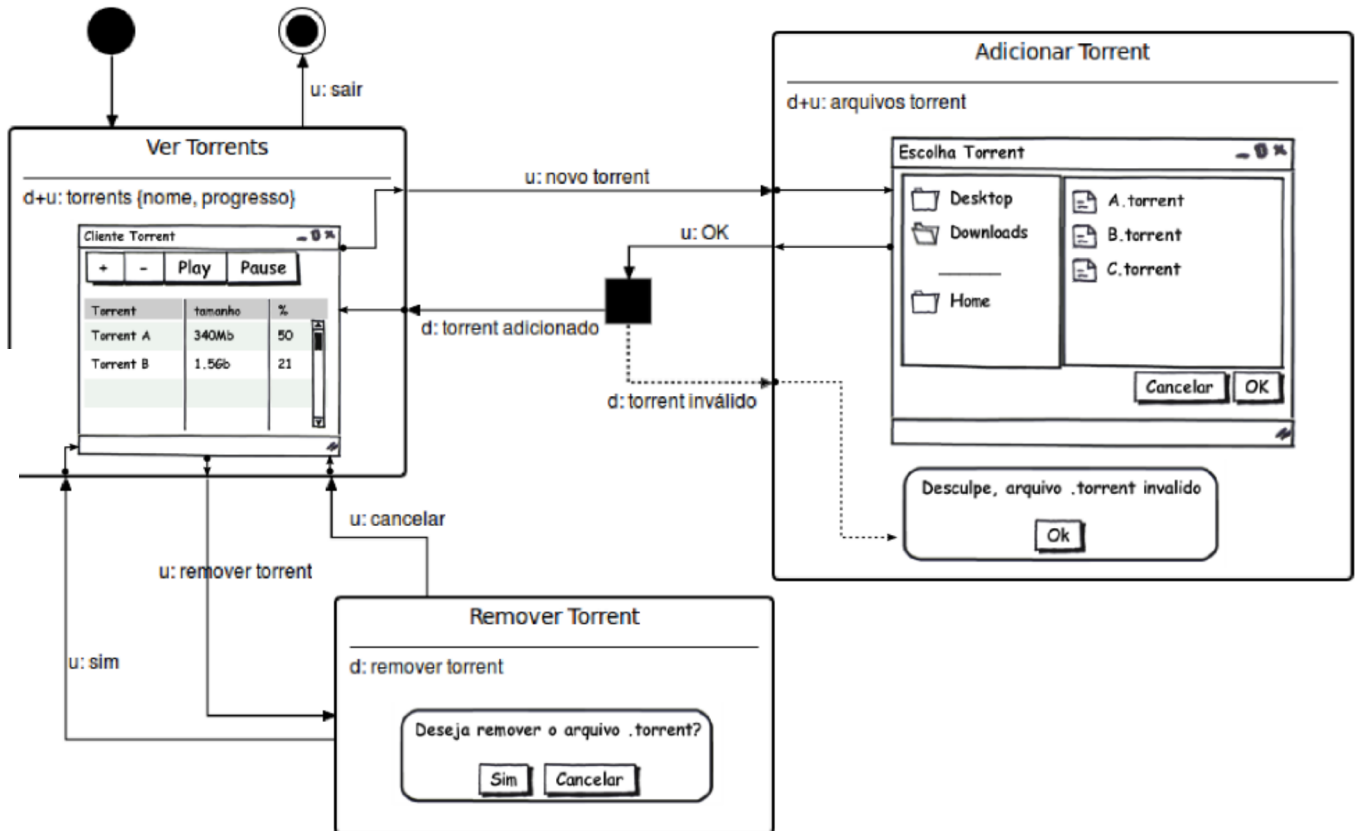 u: sair
Ver Torrents
d+u: torrents {nome, progresso}
Cliente Torrent
+ - Play Pause
Torrent tamanho %
Torrent A 340Mb 50
Torrent B 1.5Gb 21
u: novo torrent
u: OK
d: torrent adicionado
d: torrent inválido
Adicionar Torrent
d+u: arquivos torrent
Escolha Torrent
Desktop
Downloads
Home
A.torrent
B.torrent
C.torrent
Cancelar OK
Desculpe, arquivo .torrent invalido
Ok
u: cancelar
u: remover torrent
u: sim
Remover Torrent
d: remover torrent
Deseja remover o arquivo .torrent?
Sim Cancelar